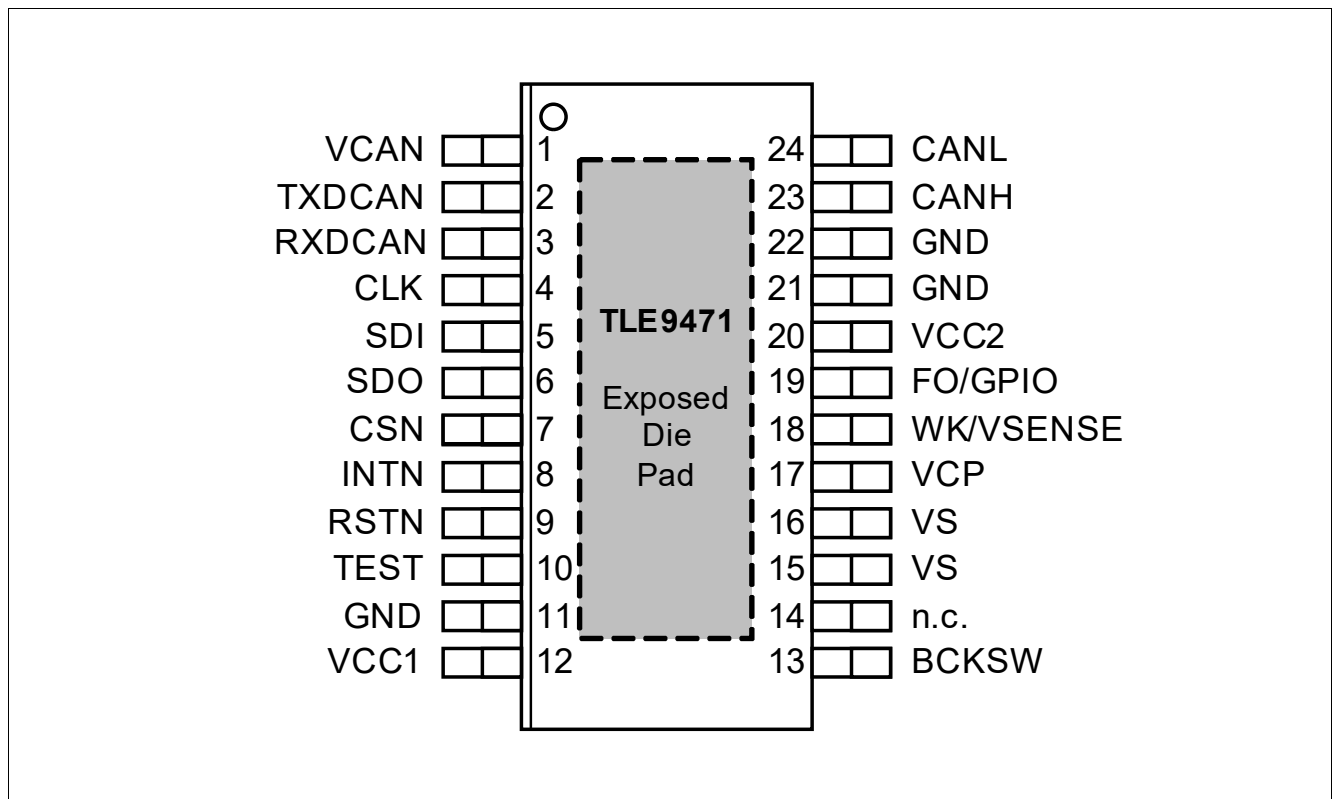 VCAN 1 24 CANL
TXDCAN 2 23 CANH
RXDCAN 3 22 GND
CLK 4 21 GND
TLE9471
SDI 5 20 VCC2
SDO 6 19 FO/GPIO
Exposed
CSN 7 18 WK/VSENSE
Die
INTN 8 17 VCP
Pad
RSTN 9 16 VS
TEST 10 15 VS
GND 11 14 n.c.
VCC1 12 13 BCKSW